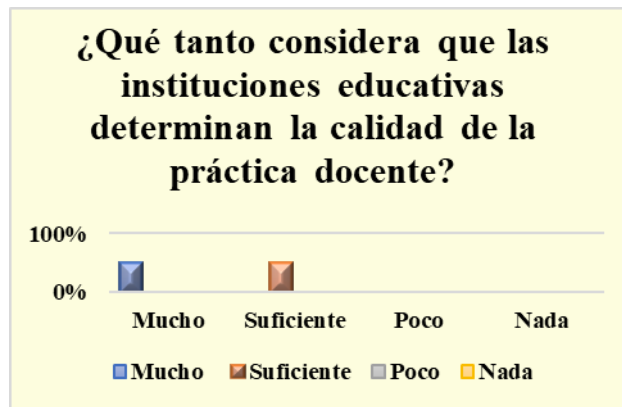 ¿Qué tanto considera que las
instituciones educativas
determinan la calidad de la
práctica docente?
100%
0%
Mucho Suficiente Poco Nada
Mucho Suficiente Poco Nada